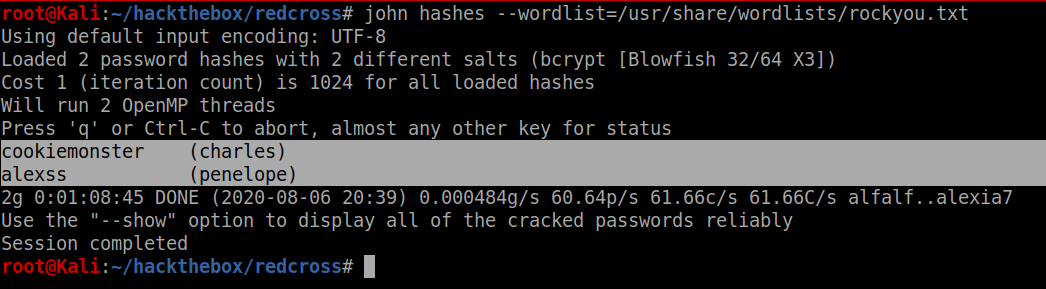 root@Kali:~/hackthebox/redcross# john hashes --wordlist=/usr/share/wordlists/rockyou.txt
Using default input encoding: UTF-8
Loaded 2 password hashes with 2 different salts (bcrypt [Blowfish 32/64 X3])
Cost 1 (iteration count) is 1024 for all loaded hashes
Will run 2 OpenMP threads
Press 'q' or Ctrl-C to abort, almost any other key for status
cookiemonster    (charles)
alexss           (penelope)
2g 0:01:08:45 DONE (2020-08-06 20:39) 0.000484g/s 60.64p/s 61.66c/s 61.66C/s alfalf..alexia7
Use the "--show" option to display all of the cracked passwords reliably
Session completed
root@Kali:~/hackthebox/redcross#